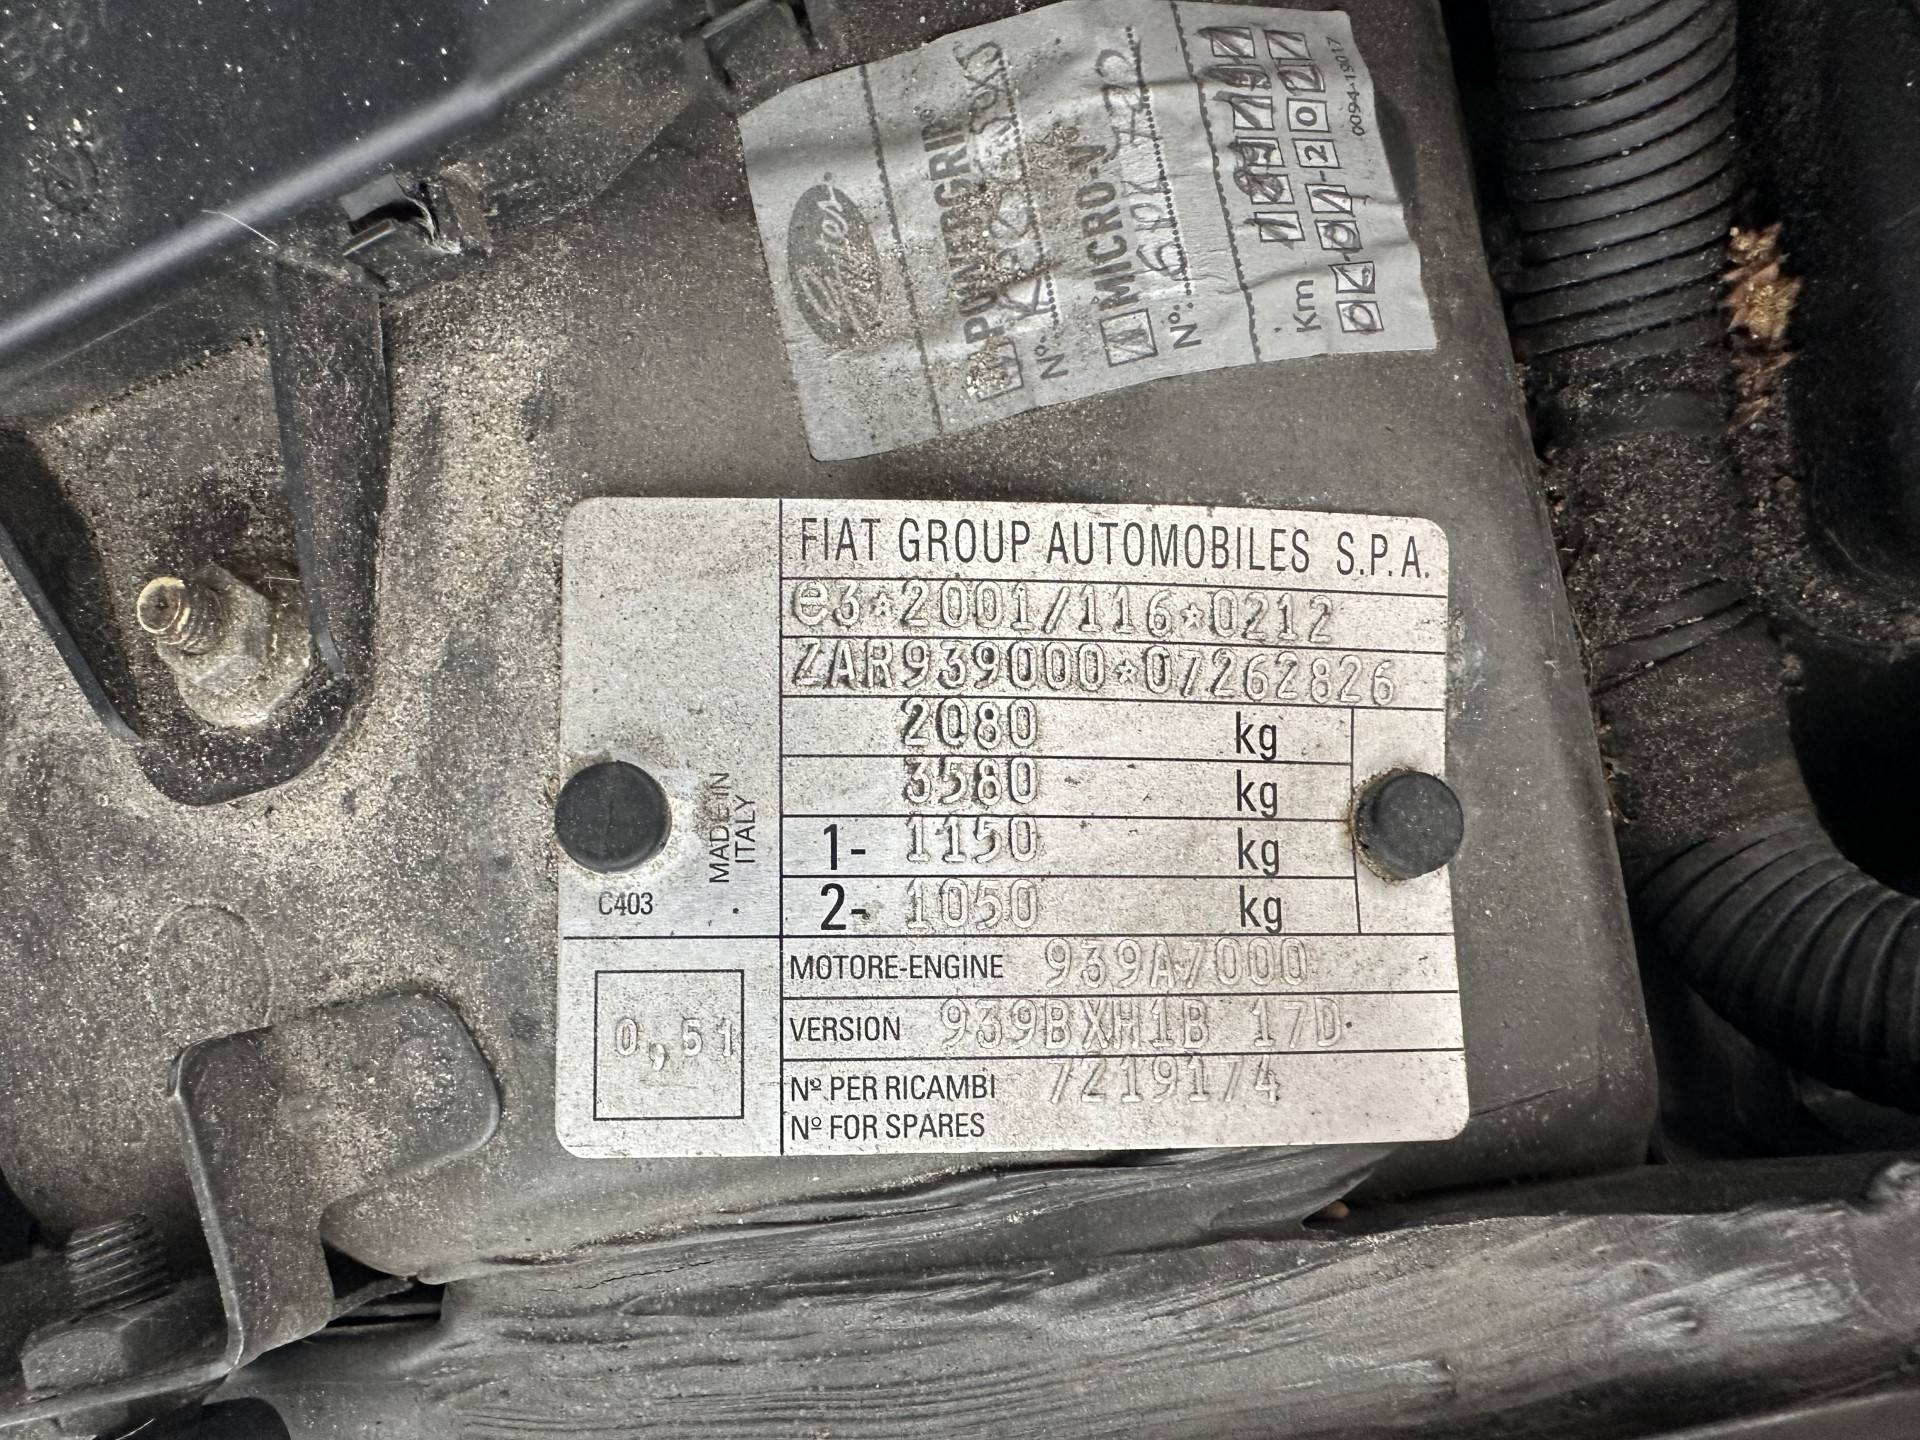 Gates
POWERGRIP®
Nº.
MICRO-V®
Nº.
Km
0094-13017
FIAT GROUP AUTOMOBILES S.P.A.
e3*2001/116*0212
ZAR939000*07262826
2080 kg
3580 kg
1- 1150 kg
2- 1050 kg
MADE IN
ITALY
C403
0,51
MOTORE-ENGINE 939A7000
VERSION 939BXH1B 17D
Nº PER RICAMBI 7219174
Nº FOR SPARES